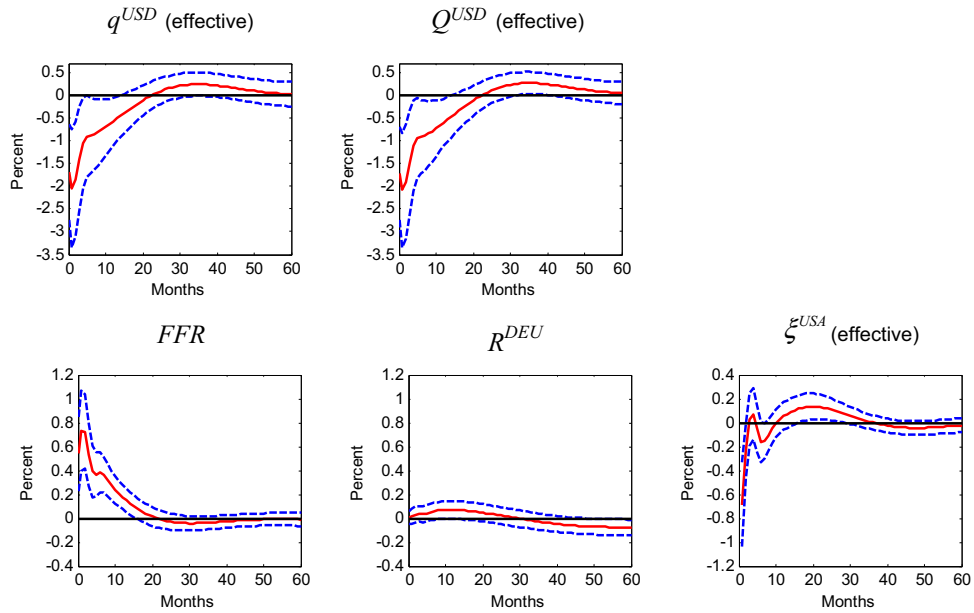 q^USD (effective)
Q^USD (effective)
Percent
0.5
0
-0.5
-1
-1.5
-2
-2.5
-3
-3.5
0 10 20 30 40 50 60
Months
Percent
0.5
0
-0.5
-1
-1.5
-2
-2.5
-3
-3.5
0 10 20 30 40 50 60
Months
FFR
R^DEU
ξ^USA (effective)
Percent
1.2
1
0.8
0.6
0.4
0.2
0
-0.2
-0.4
0 10 20 30 40 50 60
Months
Percent
1.2
1
0.8
0.6
0.4
0.2
0
-0.2
-0.4
0 10 20 30 40 50 60
Months
Percent
0.4
0.2
0
-0.2
-0.4
-0.6
-0.8
-1
-1.2
0 10 20 30 40 50 60
Months